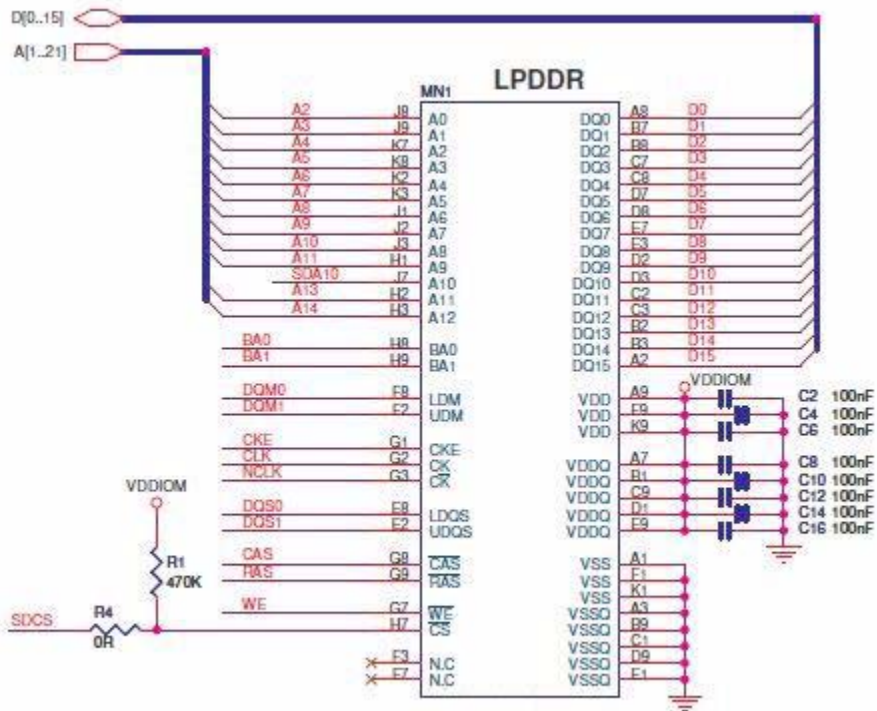 D[0..15]
A[1..21]
LPDDR
MN1
A2 J8 A0 DQ0 A8 D0
A3 J9 A1 DQ1 B7 D1
A4 K7 A2 DQ2 B8 D2
A5 K8 A3 DQ3 C7 D3
A6 K2 A4 DQ4 C8 D4
A7 K3 A5 DQ5 D7 D5
A8 J1 A6 DQ6 D8 D6
A9 J2 A7 DQ7 E7 D7
A10 J3 A8 DQ8 E3 D8
A11 H1 A9 DQ9 D2 D9
SDA10 J7 A10 DQ10 D3 D10
A13 H2 A11 DQ11 C2 D11
A14 H3 A12 DQ12 C3 D12
DQ13 B2 D13
BA0 H8 BA0 DQ14 B3 D14
BA1 H9 BA1 DQ15 A2 D15
VDDIOM
DQM0 F8 LDM VDD A9 C2 100nF
DQM1 F2 UDM VDD F9 C4 100nF
VDD K9 C6 100nF
CKE G1 CKE
CLK G2 CK VDDQ A7 C8 100nF
NCLK G3 CK VDDQ B1 C10 100nF
VDDQ C9 C12 100nF
DQS0 E8 LDQS VDDQ D1 C14 100nF
DQS1 E2 UDQS VDDQ E9 C16 100nF
VDDIOM
CAS G8 CAS VSS A1
RAS G9 RAS VSS F1
VSS K1
R1
470K
WE G7 WE VSSQ A3
SDCS R4 0R H7 CS VSSQ B9
VSSQ C1
F3 N.C VSSQ D9
F7 N.C VSSQ E1